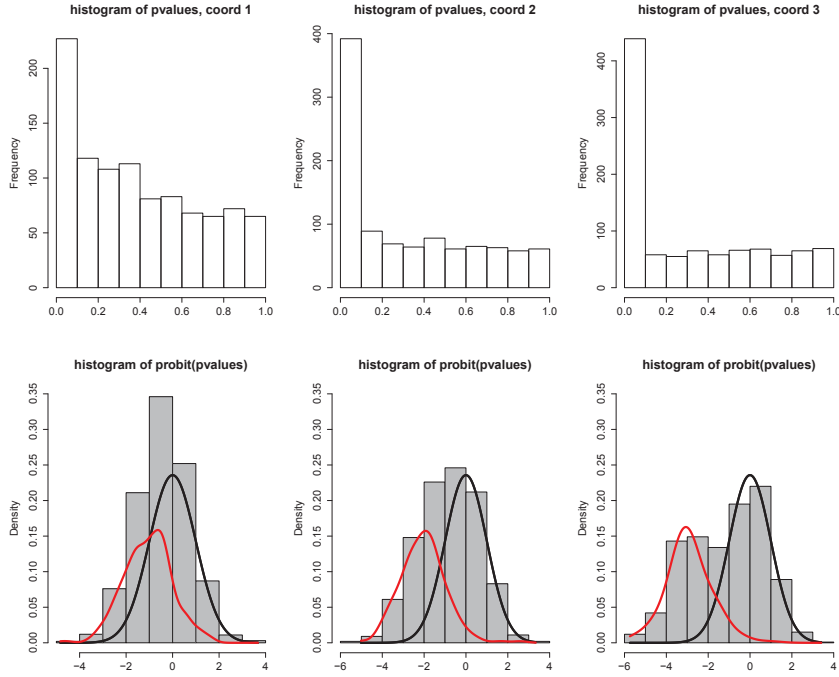 histogram of pvalues, coord 1
Frequency
0 50 100 150 200
0.0 0.2 0.4 0.6 0.8 1.0
histogram of pvalues, coord 2
Frequency
0 100 200 300 400
0.0 0.2 0.4 0.6 0.8 1.0
histogram of pvalues, coord 3
Frequency
0 100 200 300 400
0.0 0.2 0.4 0.6 0.8 1.0
histogram of probit(pvalues)
Density
0.00 0.05 0.10 0.15 0.20 0.25 0.30 0.35
−4 −2 0 2 4
histogram of probit(pvalues)
Density
0.00 0.05 0.10 0.15 0.20 0.25 0.30 0.35
−6 −4 −2 0 2 4
histogram of probit(pvalues)
Density
0.00 0.05 0.10 0.15 0.20 0.25 0.30 0.35
−6 −4 −2 0 2 4